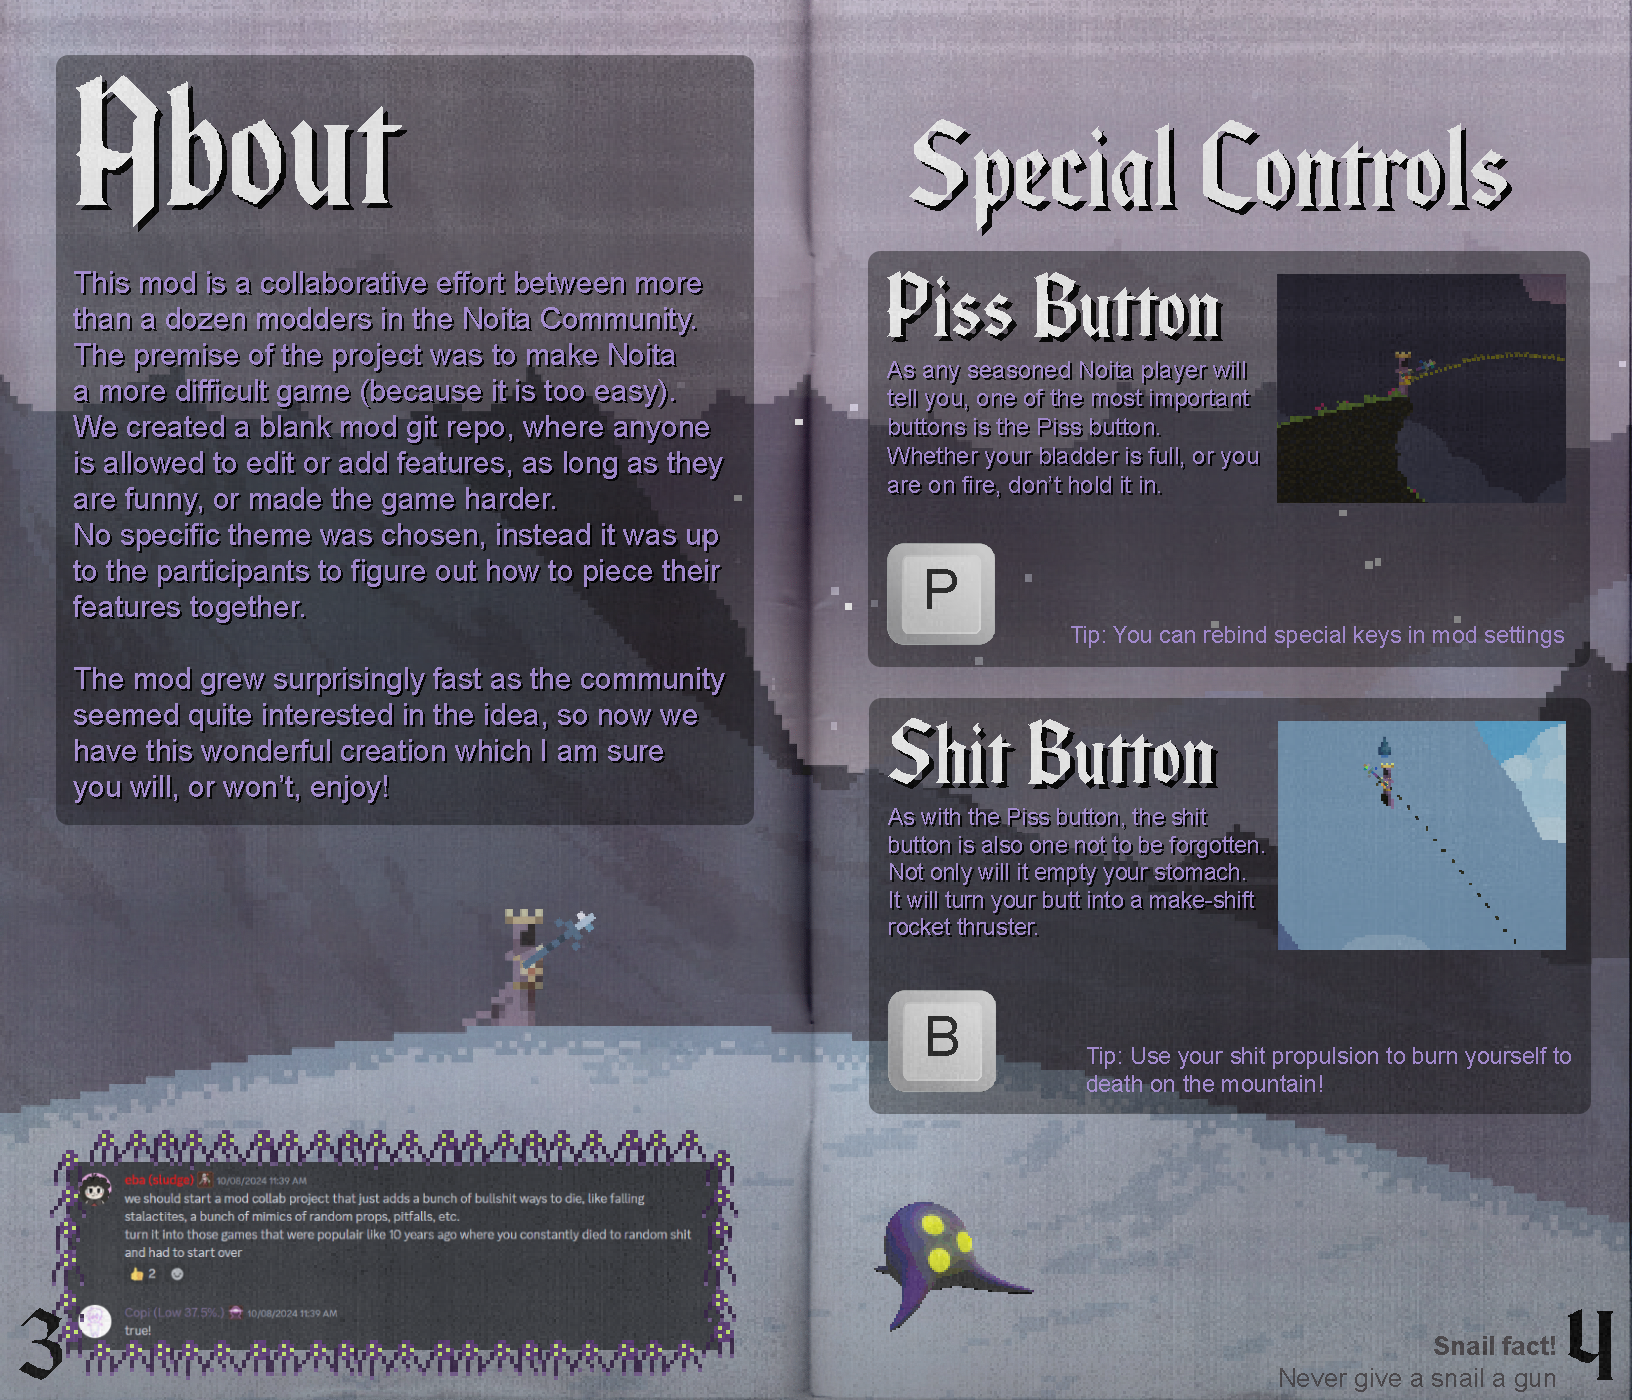 About
This mod is a collaborative effort between more
than a dozen modders in the Noita Community.
The premise of the project was to make Noita
a more difficult game (because it is too easy).
We created a blank mod git repo, where anyone
is allowed to edit or add features, as long as they
are funny, or made the game harder.
No specific theme was chosen, instead it was up
to the participants to figure out how to piece their
features together.
The mod grew surprisingly fast as the community
seemed quite interested in the idea, so now we
have this wonderful creation which I am sure
you will, or won't, enjoy!
eba (sludge) 10/08/2024 11:39 AM
we should start a mod collab project that just adds a bunch of bullshit ways to die, like falling
stalactites, a bunch of mimics of random props, pitfalls, etc.
turn it into those games that were populair like 10 years ago where you constantly died to random shit
and had to start over
2
Copi (Low 37.5%.) 10/08/2024 11:39 AM
true!
3
Special Controls
Piss Button
As any seasoned Noita player will
tell you, one of the most important
buttons is the Piss button.
Whether your bladder is full, or you
are on fire, don't hold it in.
P
Tip: You can rebind special keys in mod settings
Shit Button
As with the Piss button, the shit
button is also one not to be forgotten.
Not only will it empty your stomach.
It will turn your butt into a make-shift
rocket thruster.
B
Tip: Use your shit propulsion to burn yourself to
death on the mountain!
Snail fact!
Never give a snail a gun
4